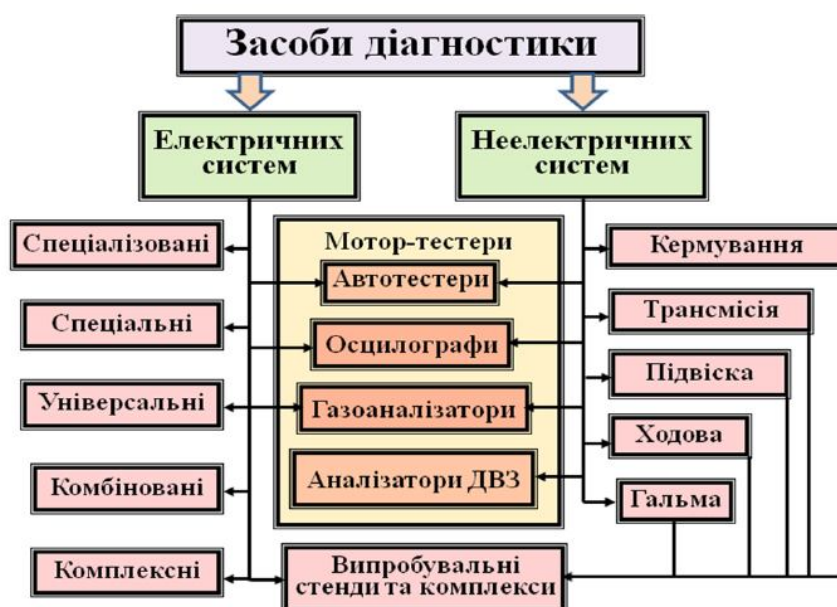 Засоби діагностики
Електричних
систем
Неелектричних
систем
Спеціалізовані
Спеціальні
Універсальні
Комбіновані
Комплексні
Мотор-тестери
Автотестери
Осцилографи
Газоаналізатори
Аналізатори ДВЗ
Кермування
Трансмісія
Підвіска
Ходова
Гальма
Випробувальні
стенди та комплекси